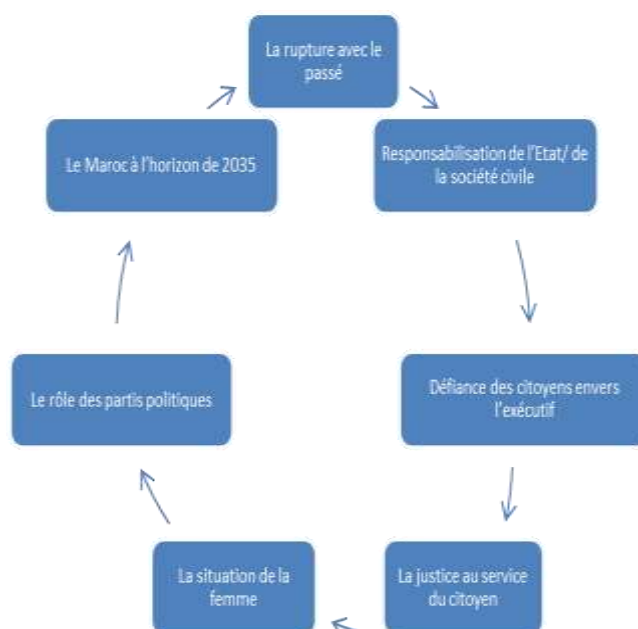 La rupture avec le
passé
Responsabilisation de l'Etat/ de
la société civile
Défiance des citoyens envers
l'exécutif
La justice au service
du citoyen
La situation de la
femme
Le rôle des partis politiques
Le Maroc à l'horizon de 2035